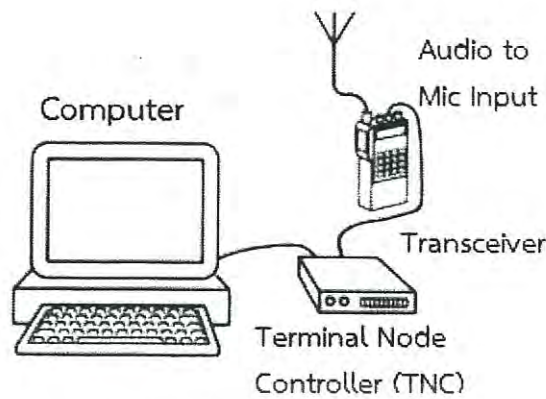 Audio to
Mic Input
Computer
Transceiver
Terminal Node
Controller (TNC)